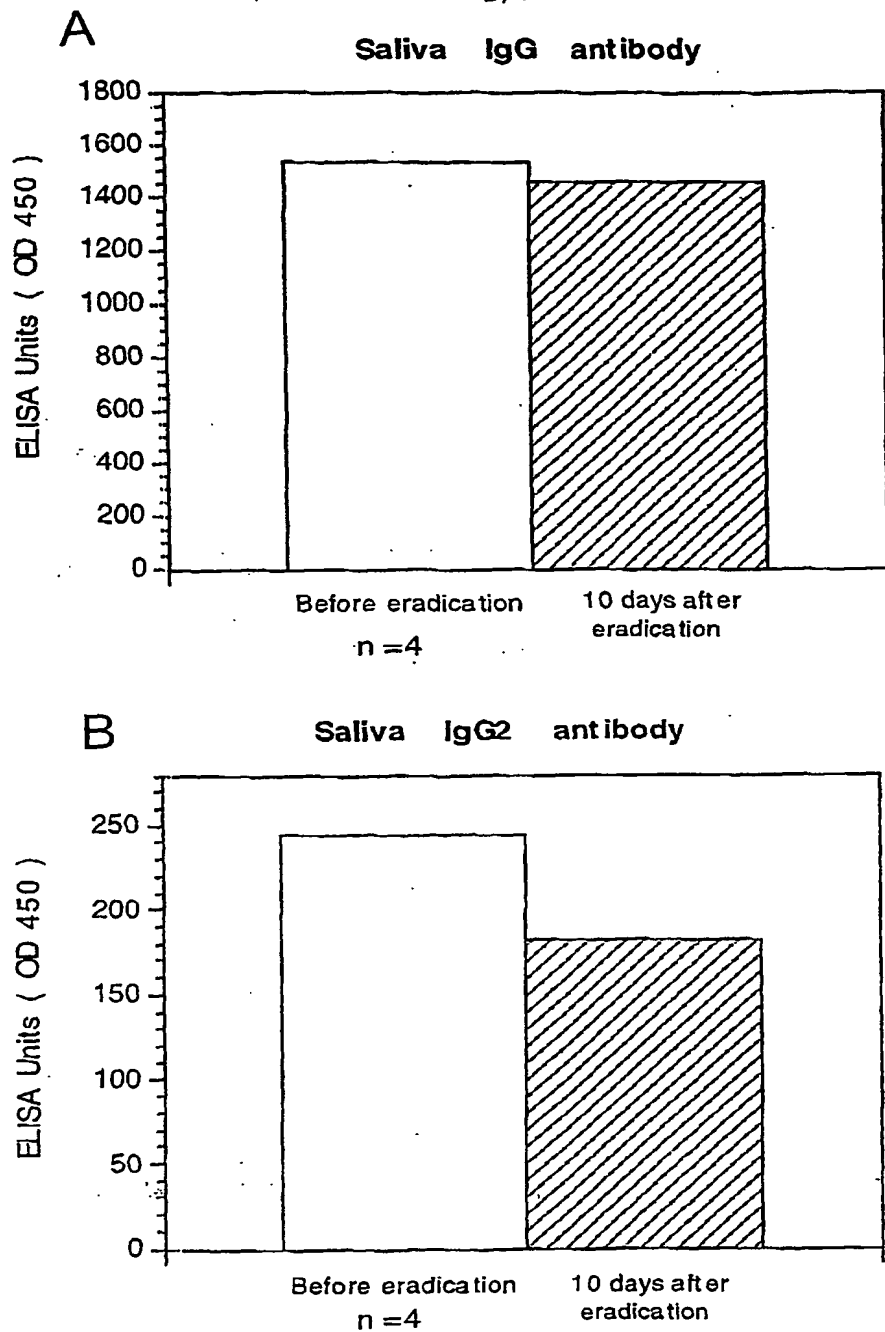 A
Saliva IgG antibody
1800
1600
1400
1200
1000
800
600
400
200
0
ELISA Units ( OD 450 )
Before eradication
n =4
10 days after
eradication
B
Saliva IgG2 antibody
250
200
150
100
50
0
ELISA Units ( OD 450 )
Before eradication
n =4
10 days after
eradication